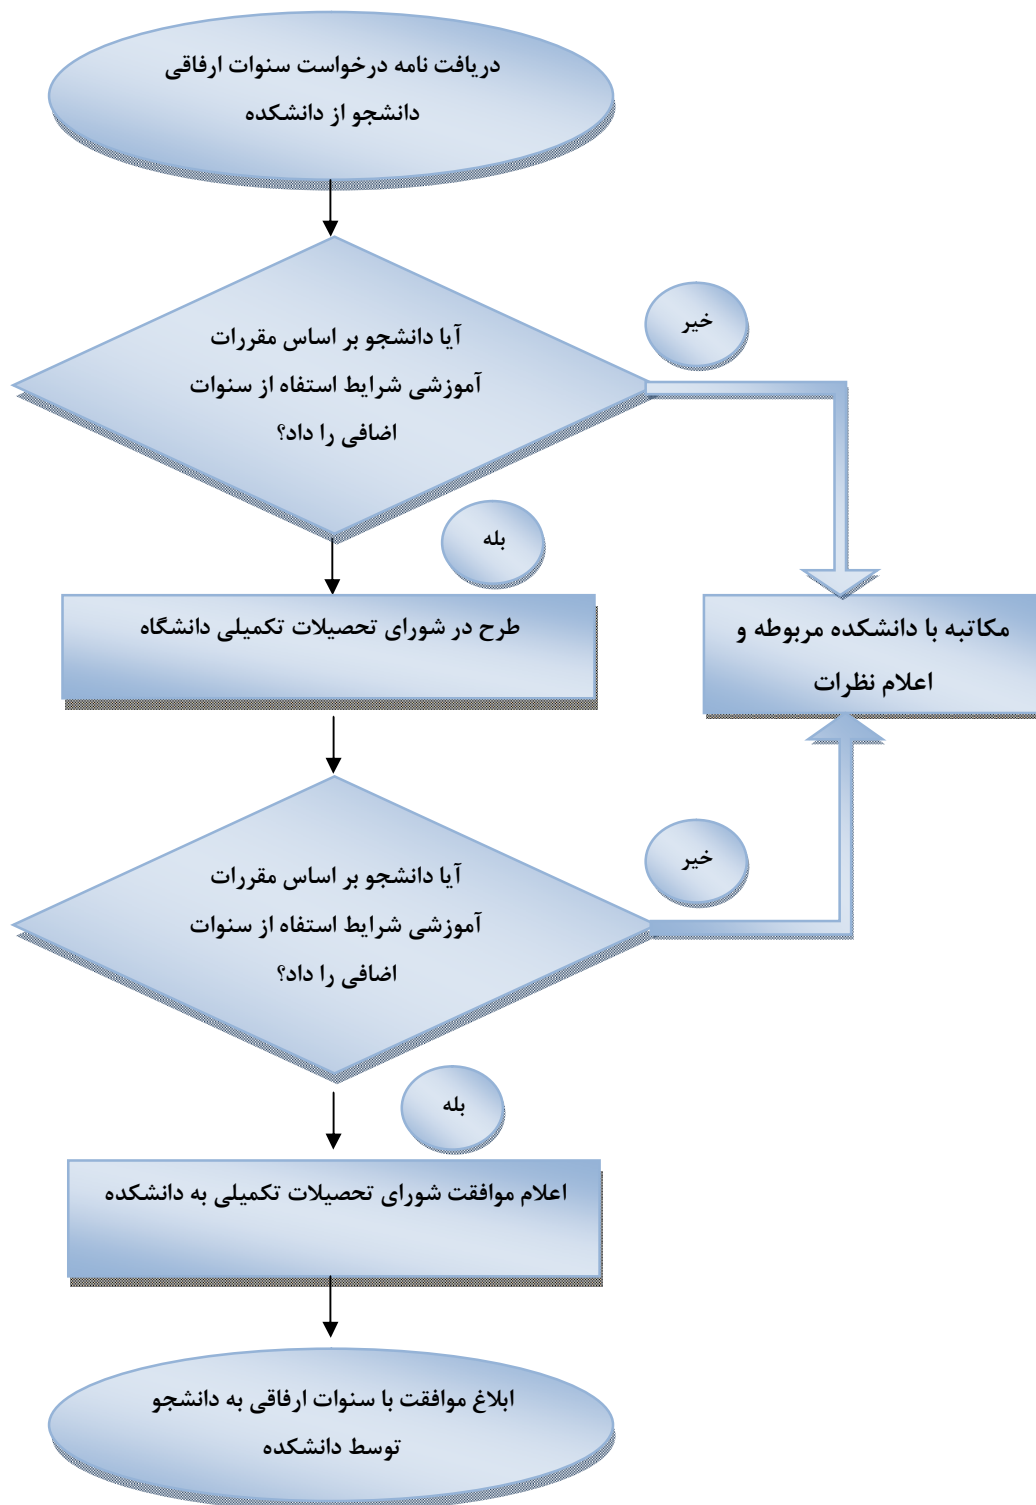 دریافت نامه درخواست سنوات ارفاقی
دانشجو از دانشکده
آیا دانشجو بر اساس مقررات
آموزشی شرایط استفاه از سنوات
اضافی را داد؟
خیر
بله
طرح در شورای تحصیلات تکمیلی دانشگاه
مکاتبه با دانشکده مربوطه و
اعلام نظرات
آیا دانشجو بر اساس مقررات
آموزشی شرایط استفاه از سنوات
اضافی را داد؟
خیر
بله
اعلام موافقت شورای تحصیلات تکمیلی به دانشکده
ابلاغ موافقت با سنوات ارفاقی به دانشجو
توسط دانشکده